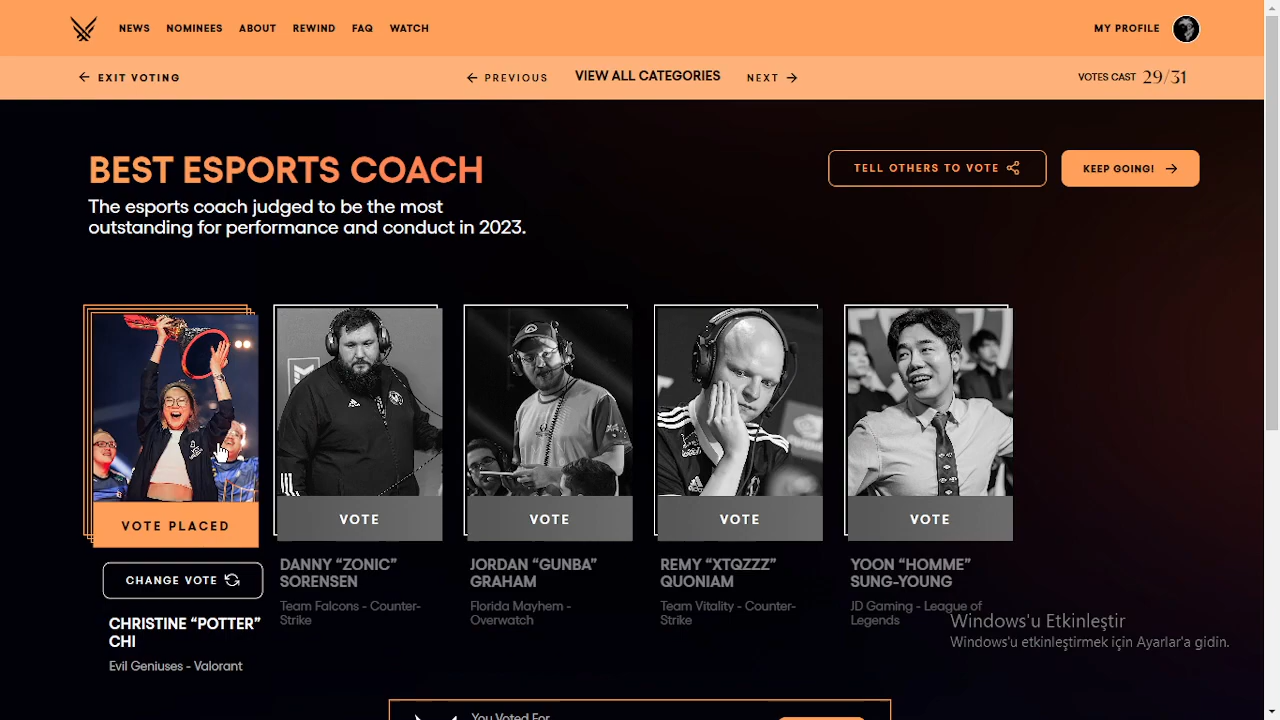 NEWS NOMINEES ABOUT REWIND FAQ WATCH MY PROFILE
EXIT VOTING PREVIOUS VIEW ALL CATEGORIES NEXT VOTES CAST 29/31
BEST ESPORTS COACH
TELL OTHERS TO VOTE KEEP GOING!
The esports coach judged to be the most
outstanding for performance and conduct in 2023.
VOTE PLACED
CHANGE VOTE
CHRISTINE “POTTER”
CHI
Evil Geniuses - Valorant
VOTE
DANNY “ZONIC”
SORENSEN
Team Falcons - Counter-
Strike
VOTE
JORDAN “GUNBA”
GRAHAM
Florida Mayhem -
Overwatch
VOTE
REMY “XTQZZZ”
QUONIAM
Team Vitality - Counter-
Strike
VOTE
YOON “HOMME”
SUNG-YOUNG
JD Gaming - League of
Legends
Windows'u Etkinleştir
Windows'u etkinleştirmek için Ayarlar'a gidin.
You Voted For